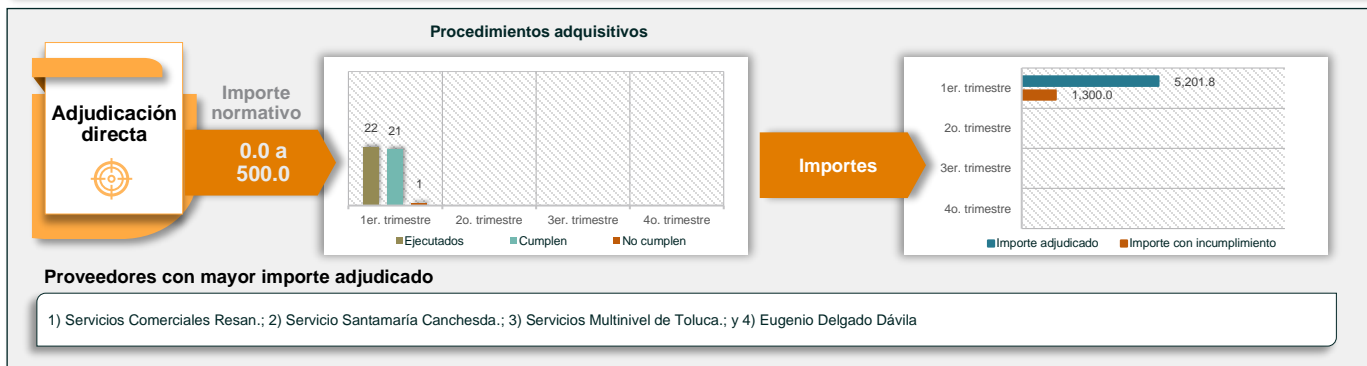 Procedimientos adquisitivos
Adjudicación
directa
Importe
normativo
0.0 a
500.0
22
21
1
1er. trimestre
2o. trimestre
3er. trimestre
4o. trimestre
Ejecutados
Cumplen
No cumplen
Importes
1er. trimestre
5,201.8
1,300.0
2o. trimestre
3er. trimestre
4o. trimestre
Importe adjudicado
Importe con incumplimiento
Proveedores con mayor importe adjudicado
1) Servicios Comerciales Resan.; 2) Servicio Santamaría Canchesda.; 3) Servicios Multinivel de Toluca.; y 4) Eugenio Delgado Dávila